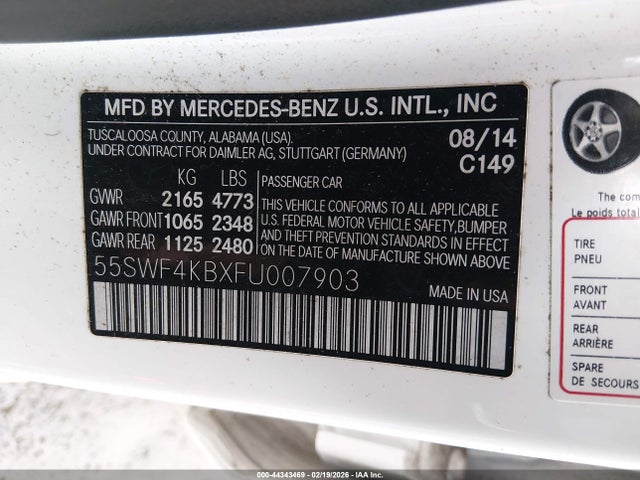 MFD BY MERCEDES-BENZ U.S. INTL., INC
TUSCALOOSA COUNTY, ALABAMA (USA). 08/14
UNDER CONTRACT FOR DAIMLER AG, STUTTGART (GERMANY) C149
KG LBS
GVWR 2165 4773
GAWR FRONT 1065 2348
GAWR REAR 1125 2480
PASSENGER CAR
THIS VEHICLE CONFORMS TO ALL APPLICABLE
U.S. FEDERAL MOTOR VEHICLE SAFETY, BUMPER
AND THEFT PREVENTION STANDARDS IN EFFECT
ON THE DATE OF MANUFACTURE SHOWN ABOVE
55SWF4KBXFU007903
MADE IN USA
The combined
Le poids total
TIRE
PNEU
FRONT
AVANT
REAR
ARRIÈRE
SPARE
DE SECOURS
000-44343469 - 02/19/2026 - IAA, Inc.